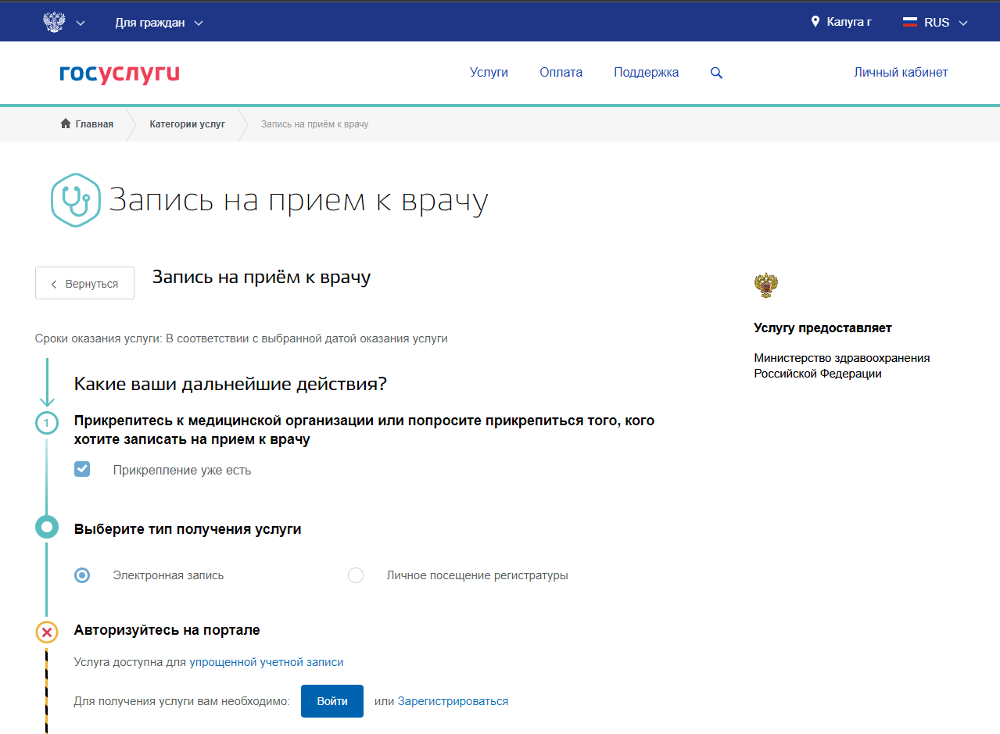 Для граждан
Калуга г
RUS
госуслуги
Услуги
Оплата
Поддержка
Личный кабинет
Главная
Категории услуг
Запись на приём к врачу
Запись на прием к врачу
Вернуться
Запись на приём к врачу
Сроки оказания услуги: В соответствии с выбранной датой оказания услуги
Услугу предоставляет
Министерство здравоохранения
Российской Федерации
Какие ваши дальнейшие действия?
1
Прикрепитесь к медицинской организации или попросите прикрепиться того, кого
хотите записать на прием к врачу
Прикрепление уже есть
Выберите тип получения услуги
Электронная запись
Личное посещение регистратуры
Авторизуйтесь на портале
Услуга доступна для упрощенной учетной записи
Для получения услуги вам необходимо: Войти или Зарегистрироваться